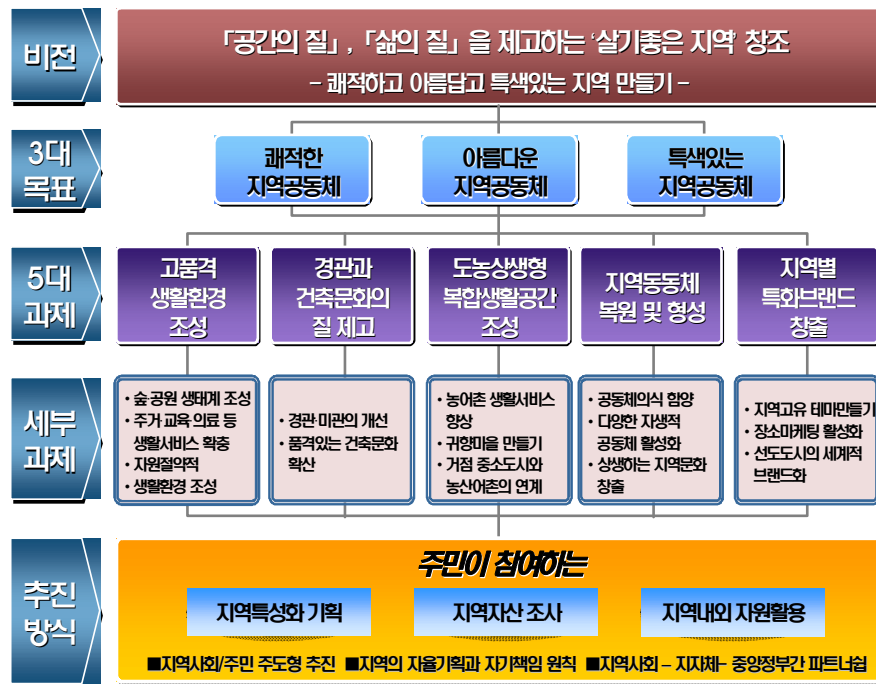 비전
「공간의 질」, 「삶의 질」 을 제고하는 '살기좋은 지역' 창조
– 쾌적하고 아름답고 특색있는 지역 만들기 –
3대
목표
쾌적한
지역공동체
아름다운
지역공동체
특색있는
지역공동체
5대
과제
고품격
생활환경
조성
경관과
건축문화의
질 제고
도농상생형
복합생활공간
조성
지역동동체
복원 및 형성
지역별
특화브랜드
창출
세부
과제
• 숲·공원 생태계 조성
• 주거·교육·의료 등
생활서비스 확충
• 자원절약적
• 생활환경 조성
• 경관·미관의 개선
• 품격있는 건축문화
확산
• 농어촌 생활서비스
향상
• 귀향마을 만들기
• 거점 중소도시와
농산어촌의 연계
• 공동체의식 함양
• 다양한 자생적
공동체 활성화
• 상생하는 지역문화
창출
• 지역고유 테마만들기
• 장소마케팅 활성화
• 선도도시의 세계적
브랜드화
추진
방식
주민이 참여하는
지역특성화 기획
지역자산 조사
지역내외 자원활용
■지역사회/주민 주도형 추진 ■지역의 자율기획과 자기책임 원칙 ■지역사회 – 지자체– 중앙정부간 파트너쉽